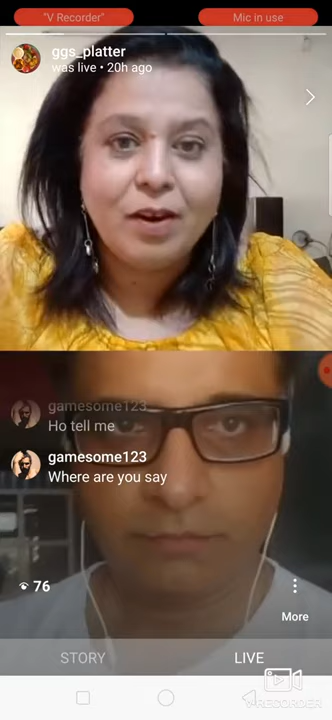 "V Recorder"
Mic in use
ggs_platter
was live • 20h ago
gamesome123
Ho tell me
gamesome123
Where are you say
76
More
STORY
LIVE
RECORDER